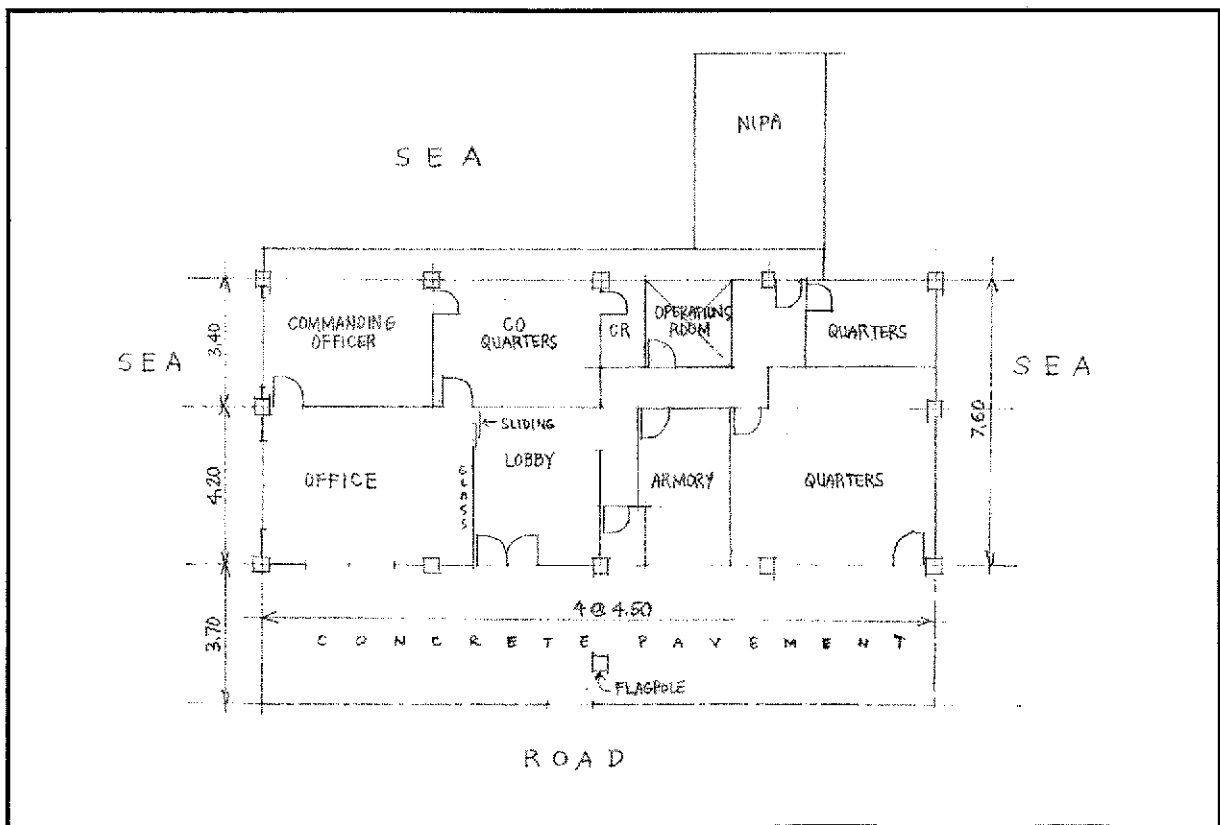 NIPA
SEA
COMMANDING
OFFICER
CO
QUARTERS
CR
OPERATIONS
ROOM
QUARTERS
3.40
SEA
SEA
7.60
SLIDING
LOBBY
GLASS
OFFICE
ARMORY
QUARTERS
4.20
4 @ 4.50
3.70
CONCRETE PAVEMENT
FLAGPOLE
ROAD